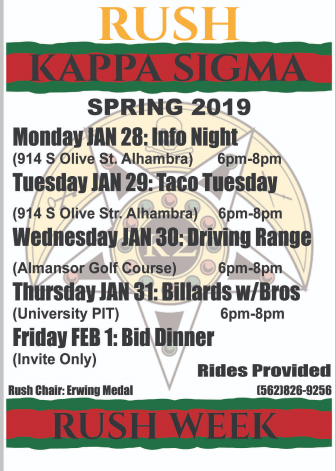 RUSH
KAPPA SIGMA
SPRING 2019
Monday JAN 28: Info Night
(914 S Olive St. Alhambra) 6pm-8pm
Tuesday JAN 29: Taco Tuesday
(914 S Olive Str. Alhambra) 6pm-8pm
Wednesday JAN 30: Driving Range
(Almansor Golf Course) 6pm-8pm
Thursday JAN 31: Billards w/Bros
(University PIT) 6pm-8pm
Friday FEB 1: Bid Dinner
(Invite Only)
Rides Provided
Rush Chair: Erwing Medal (562)826-9256
RUSH WEEK